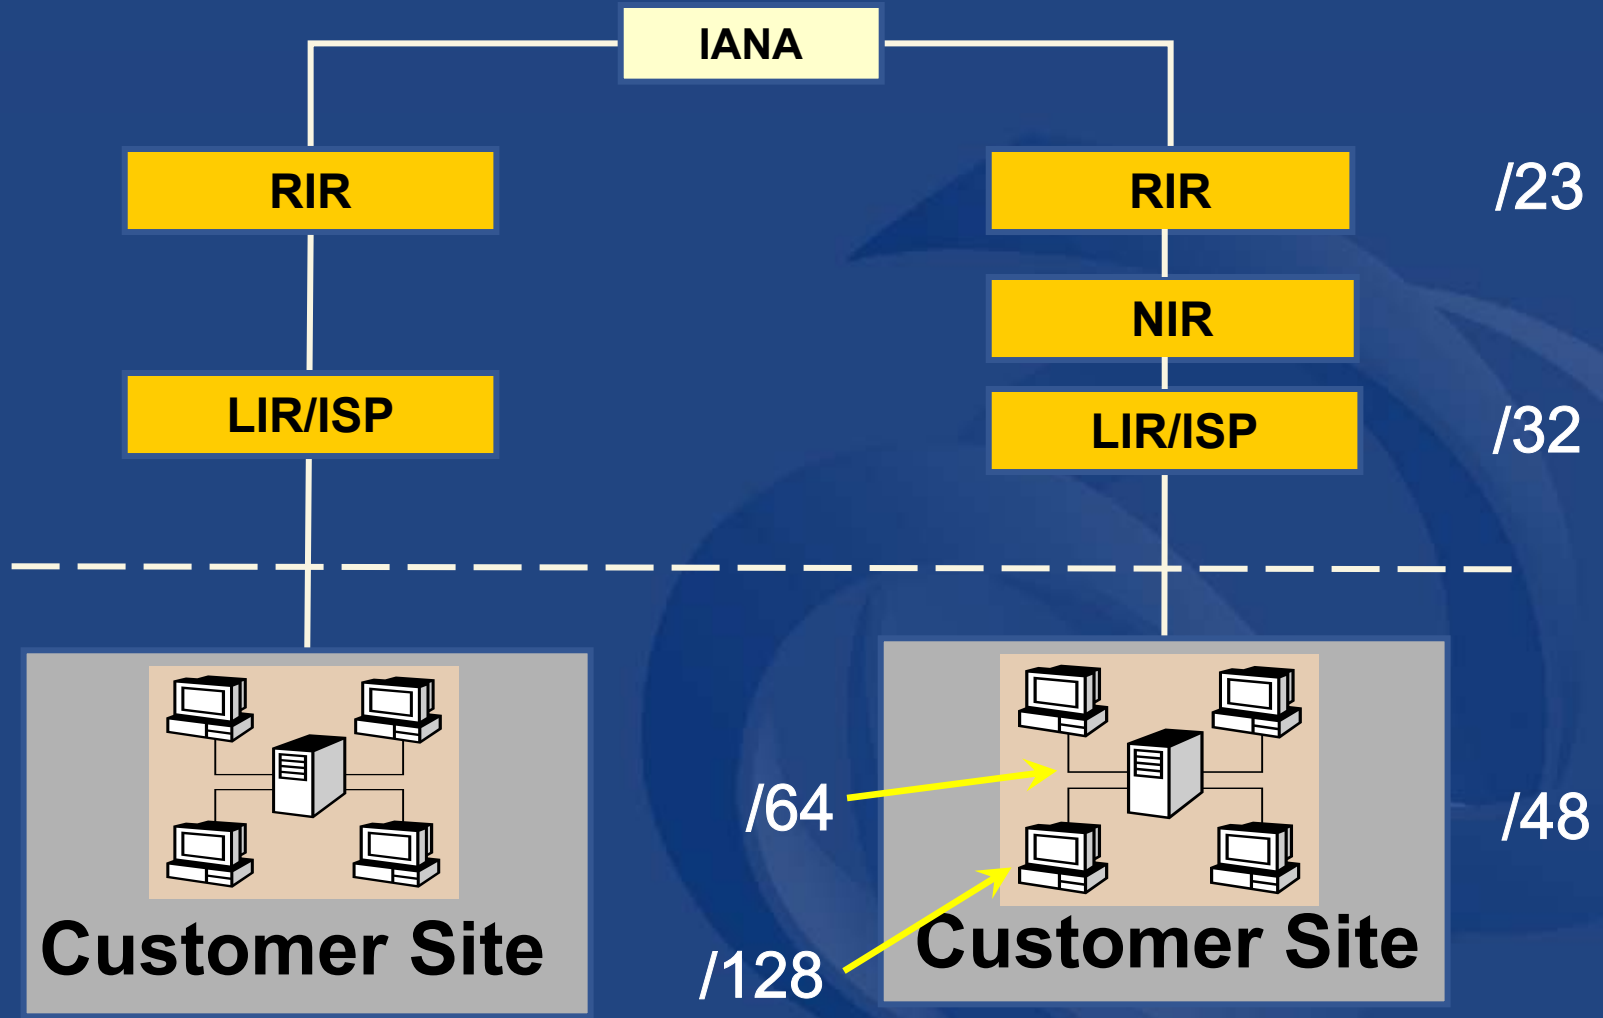 IANA
RIR
RIR
/23
NIR
LIR/ISP
LIR/ISP
/32
/64
/48
Customer Site
Customer Site
/128